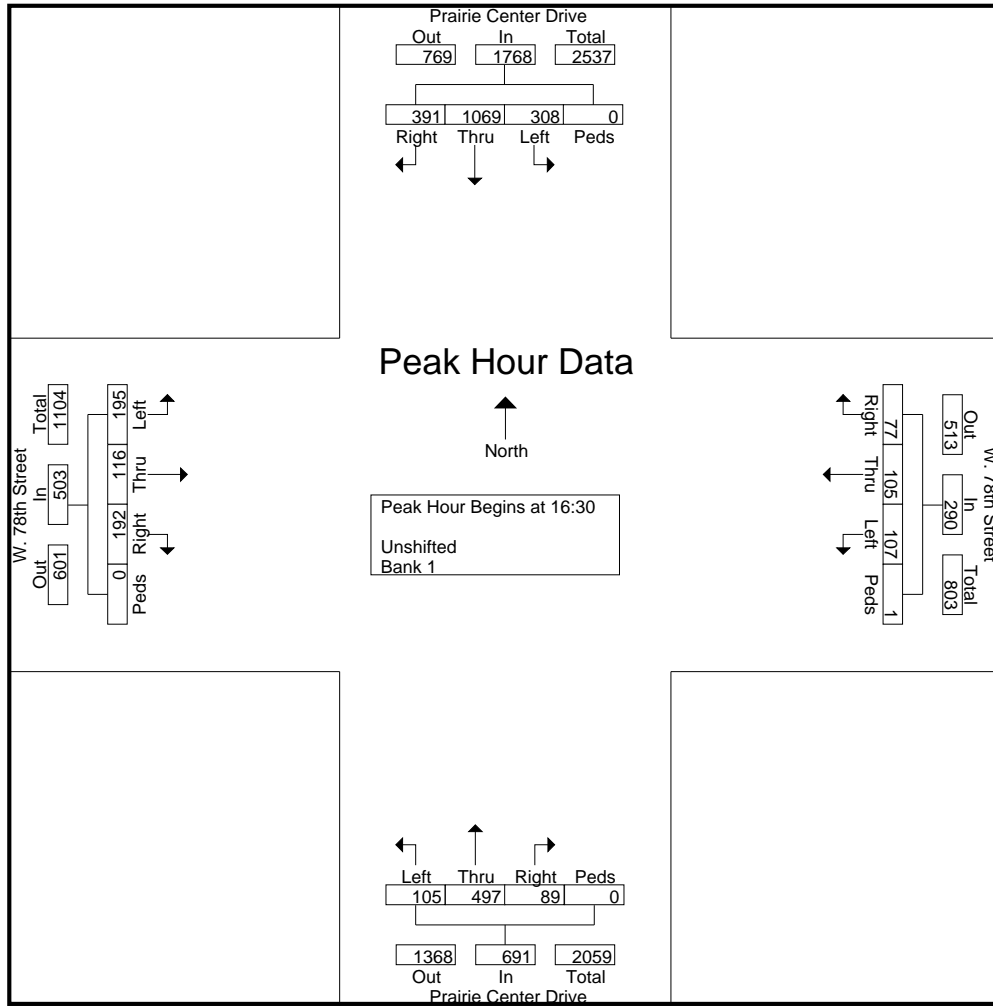 Prairie Center Drive
Out In Total
769 1768 2537
391 1069 308 0
Right Thru Left Peds
Peak Hour Data
North
Peak Hour Begins at 16:30
Unshifted
Bank 1
W. 78th Street
Total In Out
1104 503 601
195 116 192 0
Left Thru Right Peds
W. 78th Street
Out In Total
513 290 803
77 105 107 1
Right Thru Left Peds
Left Thru Right Peds
105 497 89 0
1368 691 2059
Out In Total
Prairie Center Drive